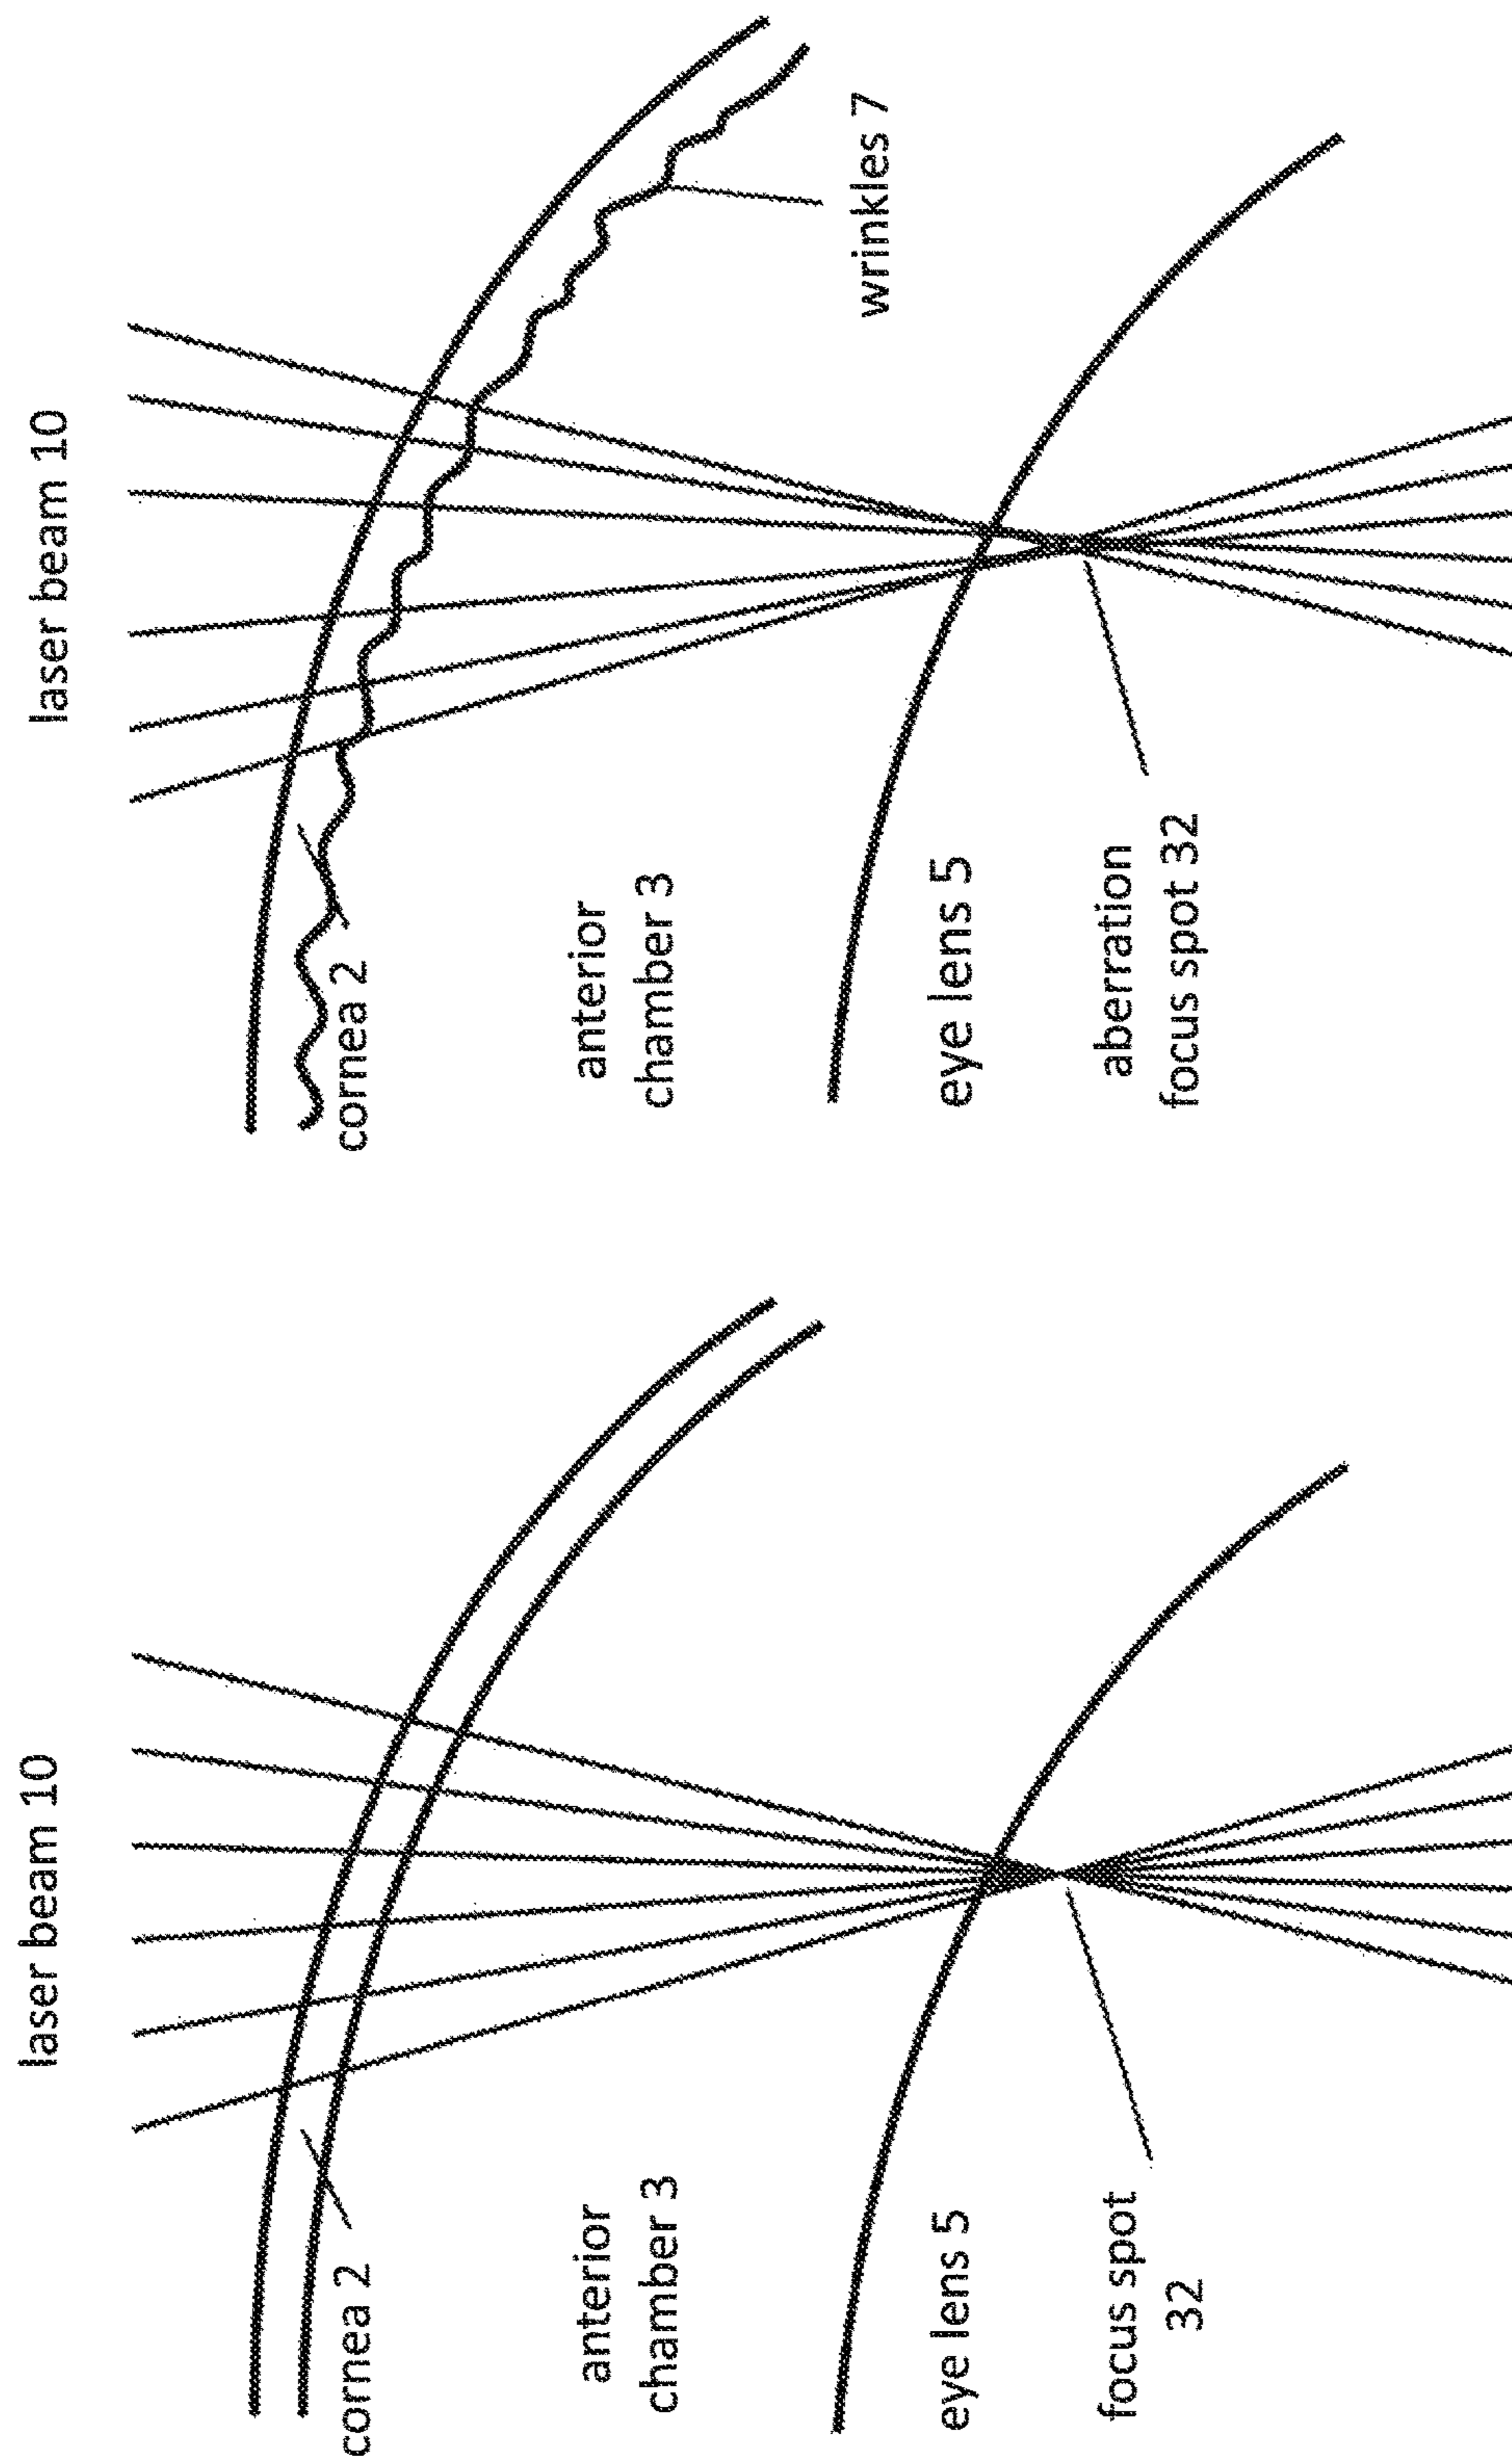 laser beam 10
cornea 2
anterior
chamber 3
eye lens 5
focus spot
32
laser beam 10
cornea 2
wrinkles 7
anterior
chamber 3
eye lens 5
aberration
focus spot 32